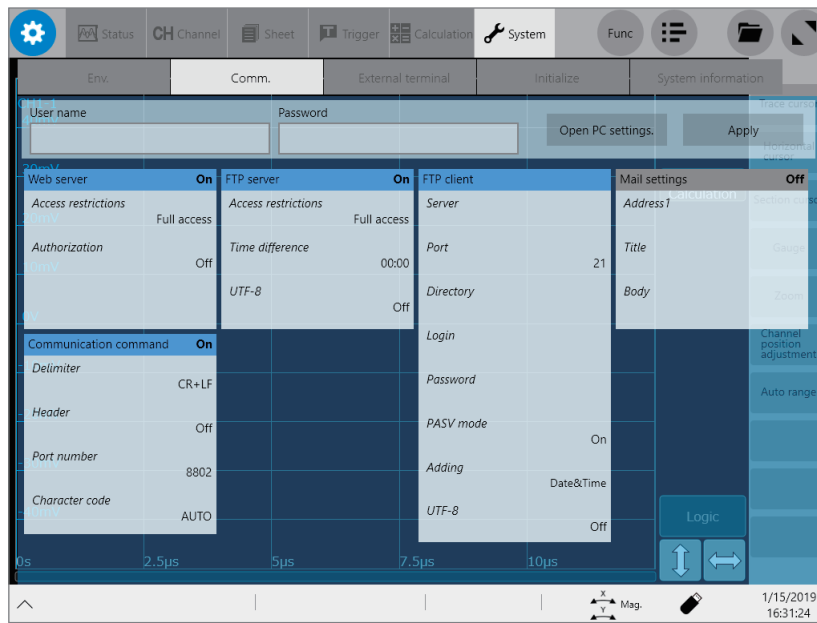 Status
CH Channel
Sheet
Trigger
Calculation
System
Func
Env.
Comm.
External terminal
Initialize
System information
CH1-1
Trace cursor
User name
Password
Open PC settings.
Apply
Horizontal
cursor
Web server On
FTP server On
FTP client
Mail settings Off
Access restrictions
Full access
Authorization
Off
Access restrictions
Full access
Time difference
00:00
UTF-8
Off
Server
Port
21
Directory
Login
Password
PASV mode
On
Adding
Date&Time
UTF-8
Off
Address1
Title
Body
Calculation
Section cursor
Gauge
Zoom
Channel
position
adjustment
Auto range
Communication command On
Delimiter
CR+LF
Header
Off
Port number
8802
Character code
AUTO
Logic
0s
2.5µs
5µs
7.5µs
10µs
X
Y
Mag.
1/15/2019
16:31:24